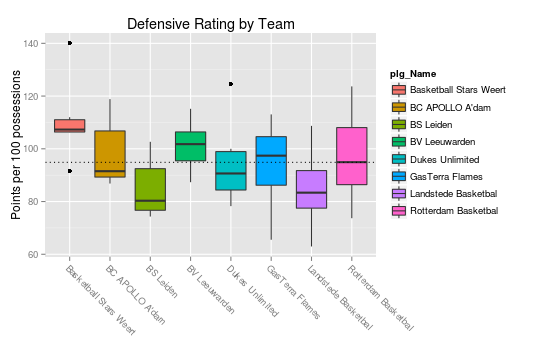 Defensive Rating by Team
Points per 100 possessions
140
120
100
80
60
Basketball Stars Weert
BC APOLLO A'dam
BS Leiden
BV Leeuwarden
Dukes Unlimited
GasTerra Flames
Landstede Basketbal
Rotterdam Basketbal
plg_Name
Basketball Stars Weert
BC APOLLO A'dam
BS Leiden
BV Leeuwarden
Dukes Unlimited
GasTerra Flames
Landstede Basketbal
Rotterdam Basketbal